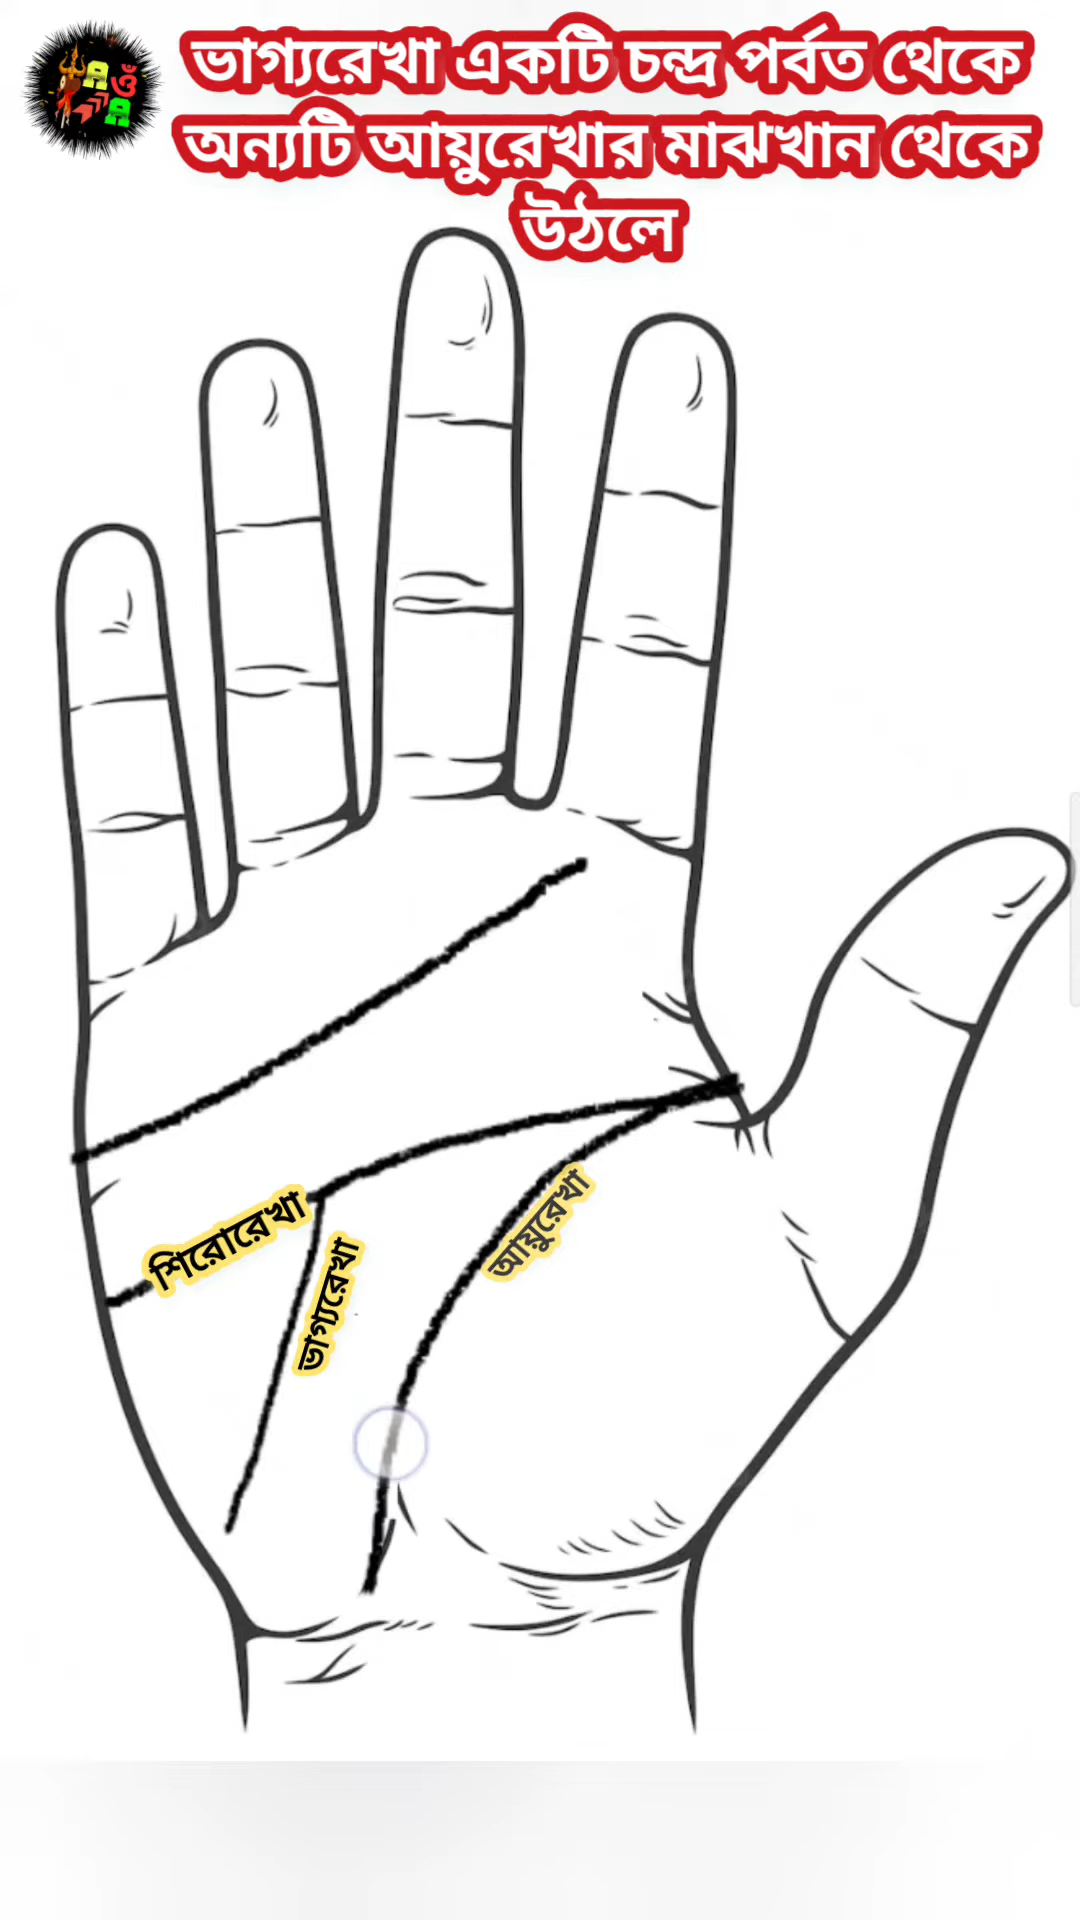 ভাগ্যরেখা একটি চন্দ্র পর্বত থেকে
অন্যটি আয়ুরেখার মাঝখান থেকে
উঠলে
আয়ুরেখা
শিরোরেখা
ভাগ্যরেখা